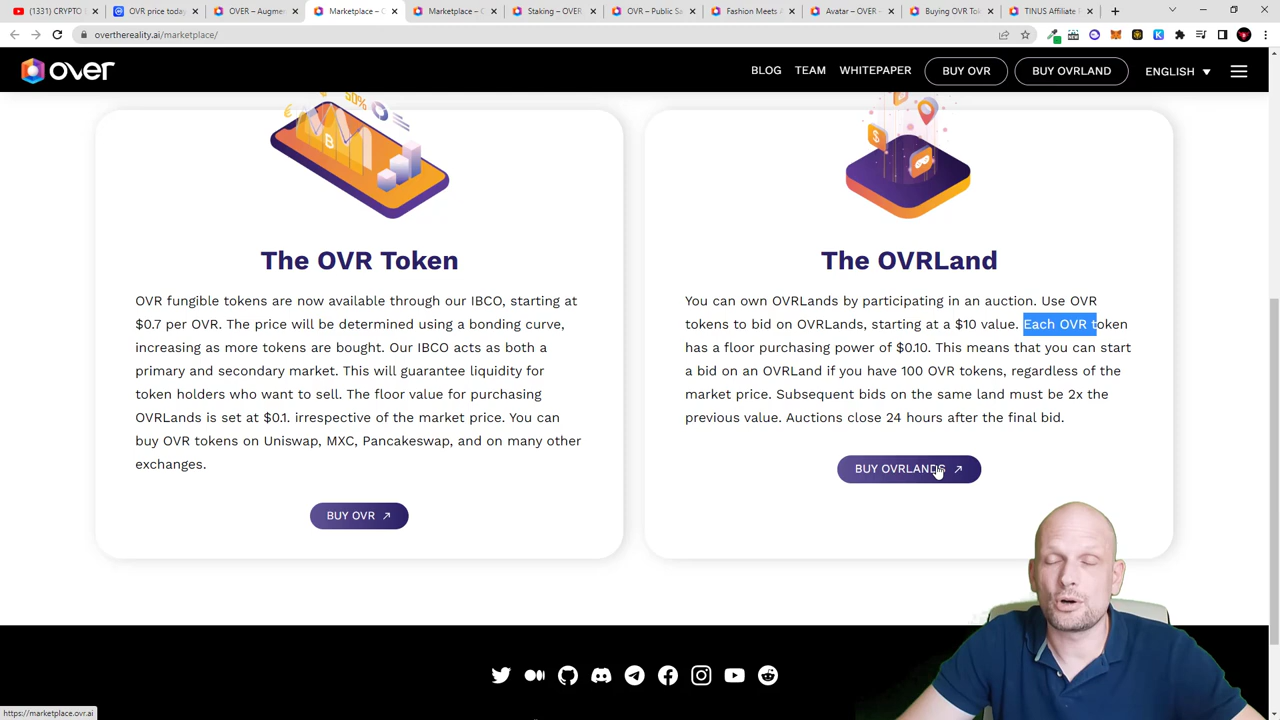 (1331) CRYPTO
OVR price today
OVER – Augme
Marketplace – O
Marketplace – O
Staking – OVER
OVR – Public Sa
Fashion Meets A
Avatar – OVER –
Buying OVR Tok
TINUS Affiliate
overthereality.ai/marketplace/
over
BLOG
TEAM
WHITEPAPER
BUY OVR
BUY OVRLAND
ENGLISH
50%
The OVR Token
OVR fungible tokens are now available through our IBCO, starting at
$0.7 per OVR. The price will be determined using a bonding curve,
increasing as more tokens are bought. Our IBCO acts as both a
primary and secondary market. This will guarantee liquidity for
token holders who want to sell. The floor value for purchasing
OVRLands is set at $0.1. irrespective of the market price. You can
buy OVR tokens on Uniswap, MXC, Pancakeswap, and on many other
exchanges.
BUY OVR
The OVRLand
You can own OVRLands by participating in an auction. Use OVR
tokens to bid on OVRLands, starting at a $10 value. Each OVR token
has a floor purchasing power of $0.10. This means that you can start
a bid on an OVRLand if you have 100 OVR tokens, regardless of the
market price. Subsequent bids on the same land must be 2x the
previous value. Auctions close 24 hours after the final bid.
BUY OVRLANDS
https://marketplace.ovr.ai